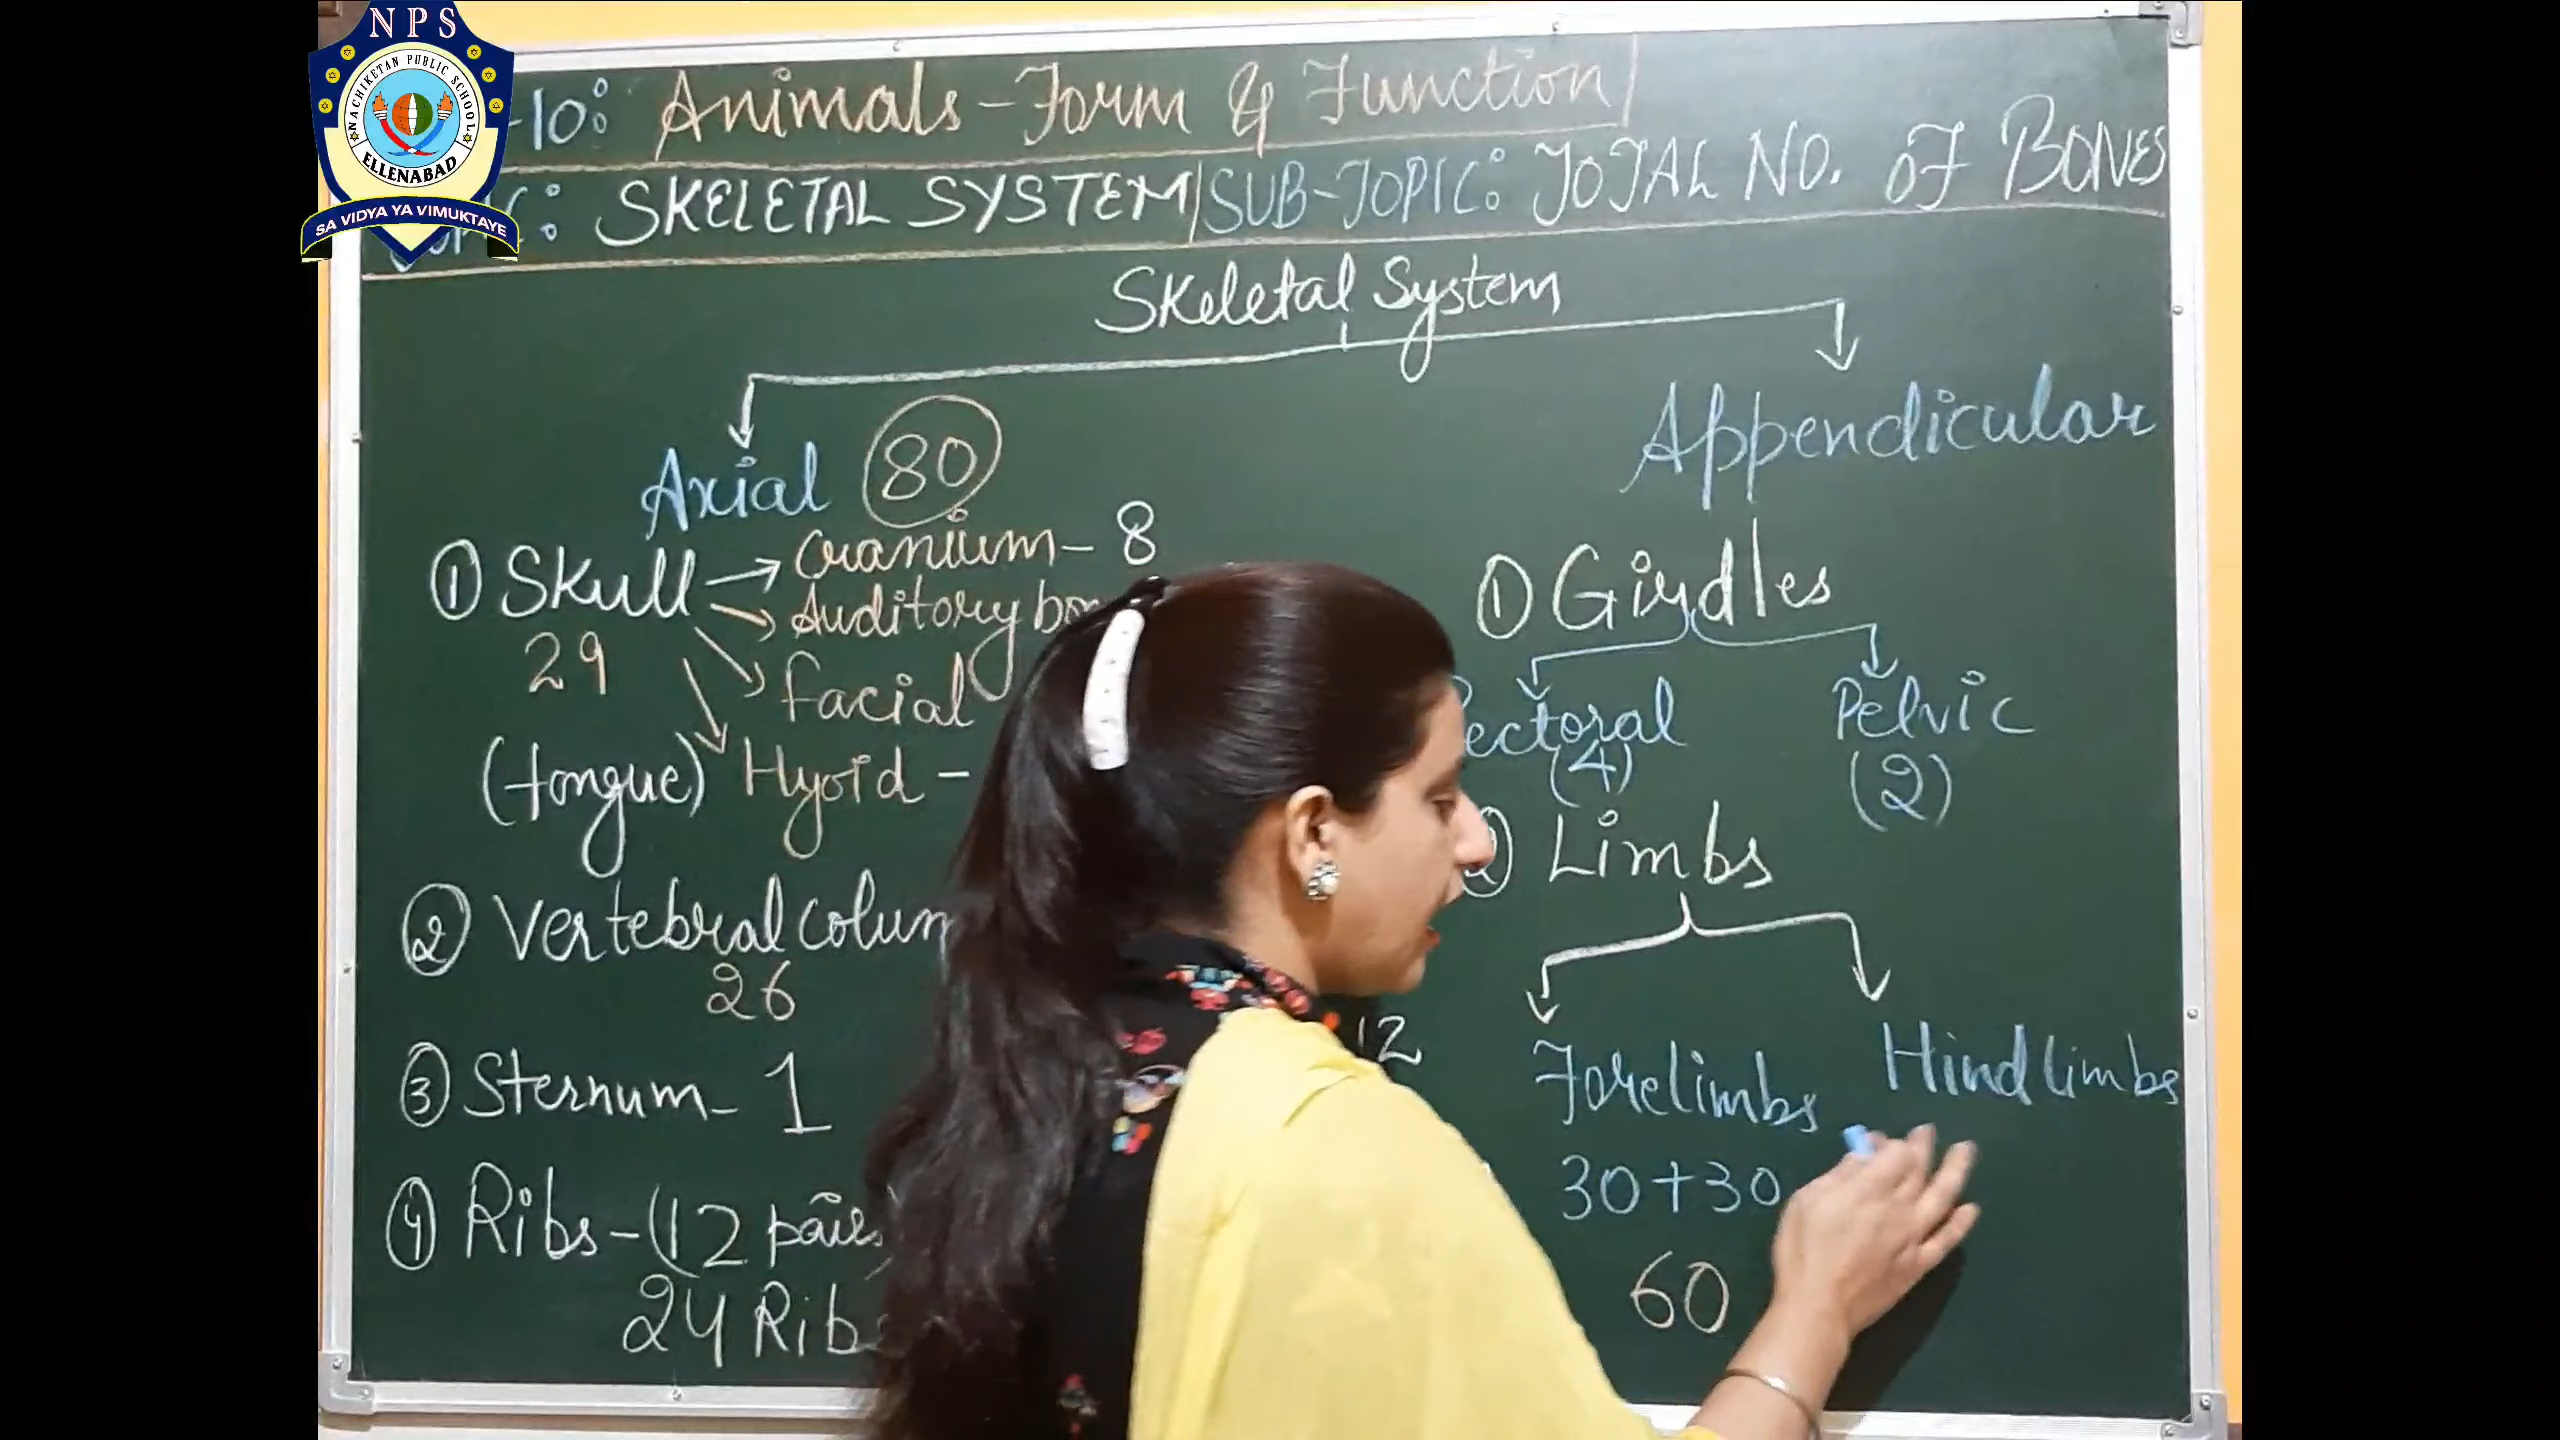 NPS
NACHIKETAN PUBLIC SCHOOL
ELLENABAD
SA VIDYA YA VIMUKTAYE
-10: Animals - Form & Function
SKELETAL SYSTEM | SUB-TOPIC: TOTAL NO. OF BONES
Skeletal System
Axial 80
Appendicular
① Skull → Cranium - 8
Auditory
29
facial
(tongue) Hyoid -
② Vertebral
26
③ Sternum - 1
④ Ribs - (12 pairs)
24
12
① Girdles
Pectoral
Pelvic
(4)
(2)
② Limbs
Forelimbs
Hind limbs
30+30
60